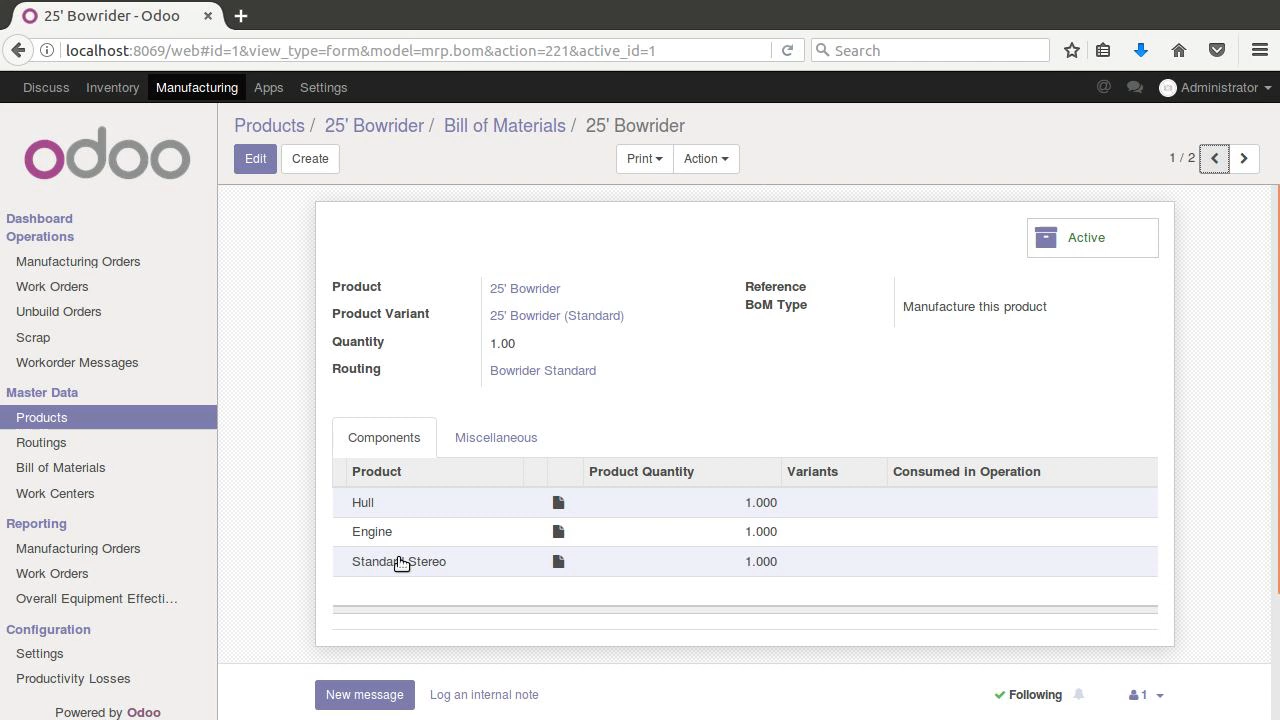 25' Bowrider - Odoo
localhost:8069/web#id=1&view_type=form&model=mrp.bom&action=221&active_id=1
Search
Discuss Inventory Manufacturing Apps Settings
@ Administrator
odoo
Dashboard
Operations
Manufacturing Orders
Work Orders
Unbuild Orders
Scrap
Workorder Messages
Master Data
Products
Routings
Bill of Materials
Work Centers
Reporting
Manufacturing Orders
Work Orders
Overall Equipment Effecti...
Configuration
Settings
Productivity Losses
Powered by Odoo
Products / 25' Bowrider / Bill of Materials / 25' Bowrider
Edit Create Print Action 1 / 2
Active
Product 25' Bowrider
Product Variant 25' Bowrider (Standard)
Quantity 1.00
Routing Bowrider Standard
Reference
BoM Type Manufacture this product
Components Miscellaneous
Product Product Quantity Variants Consumed in Operation
Hull 1.000
Engine 1.000
Standard Stereo 1.000
New message Log an internal note Following 1